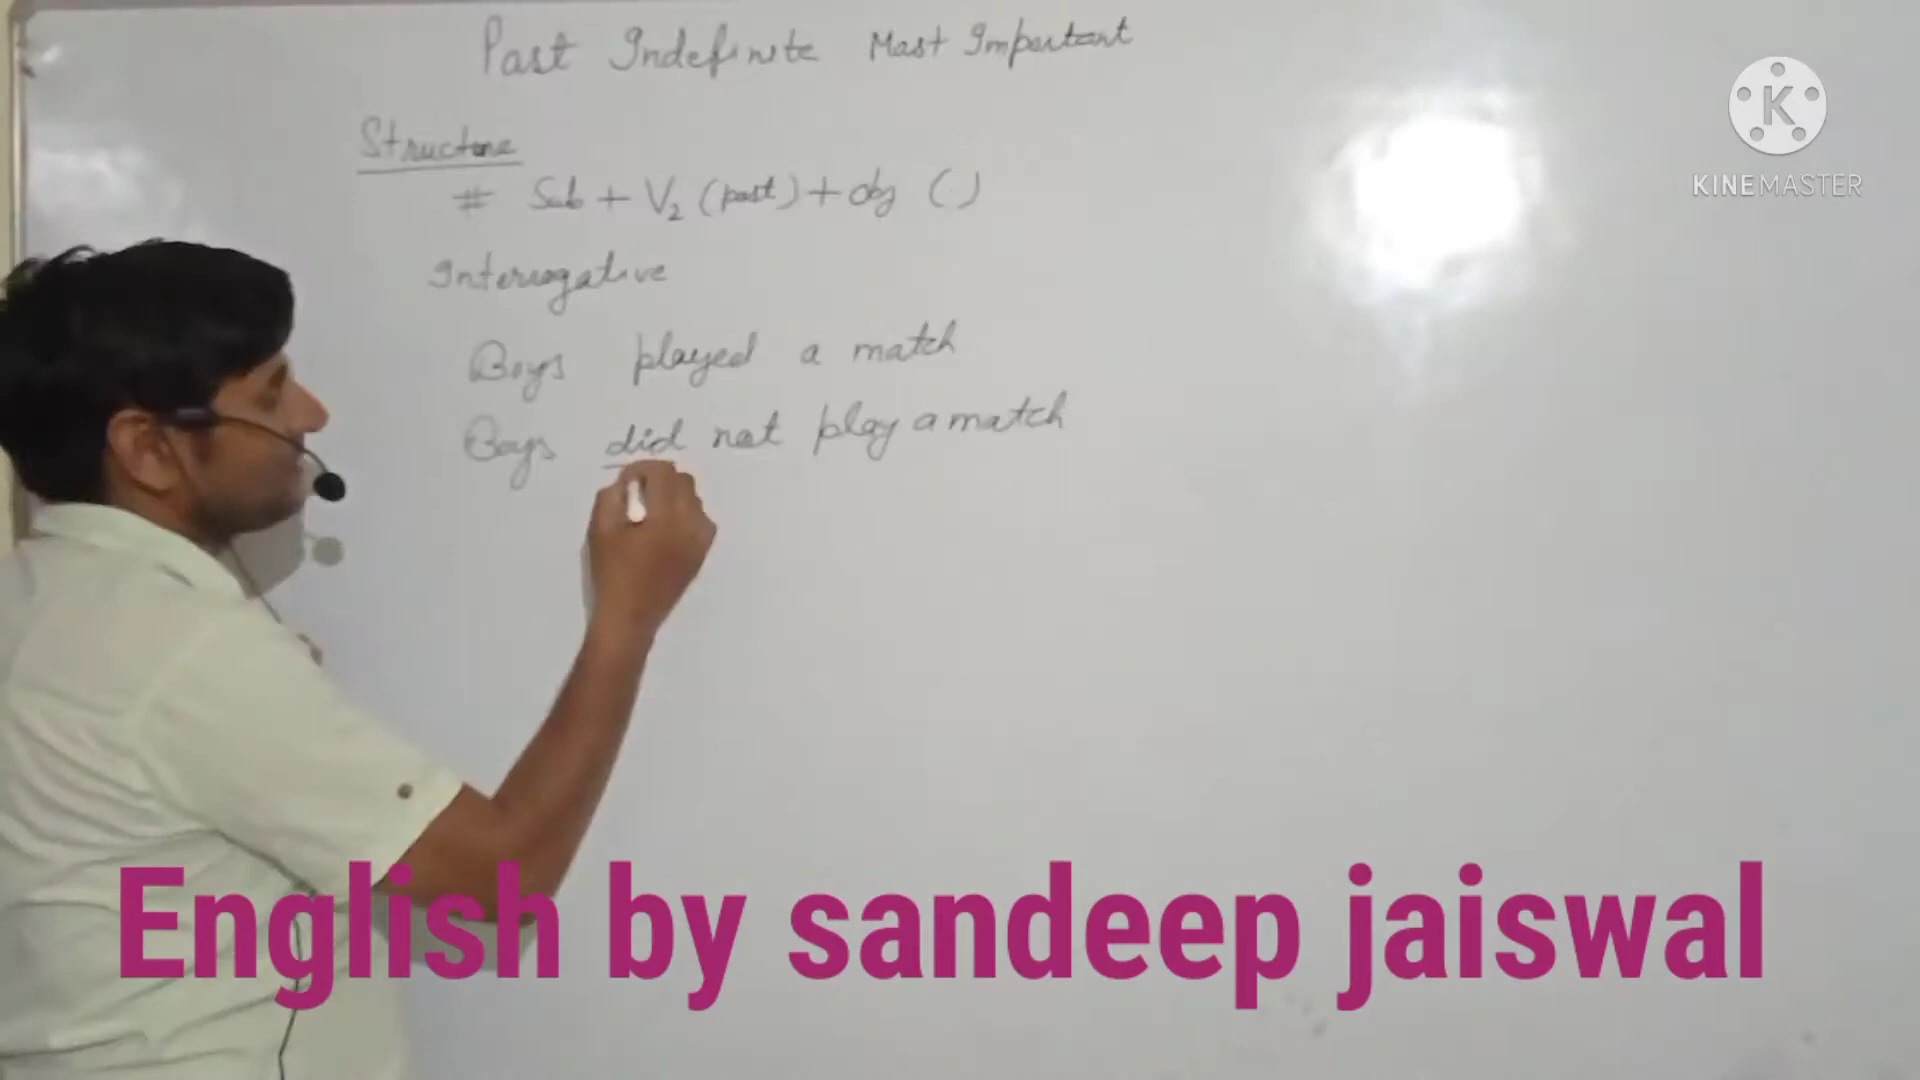 Past Indefinite Mast Important
Structure
# Sub + V2 (past) + obj (.)
Interrogative
Boys played a match
Boys did not play a match
K
KINEMASTER
English by sandeep jaiswal